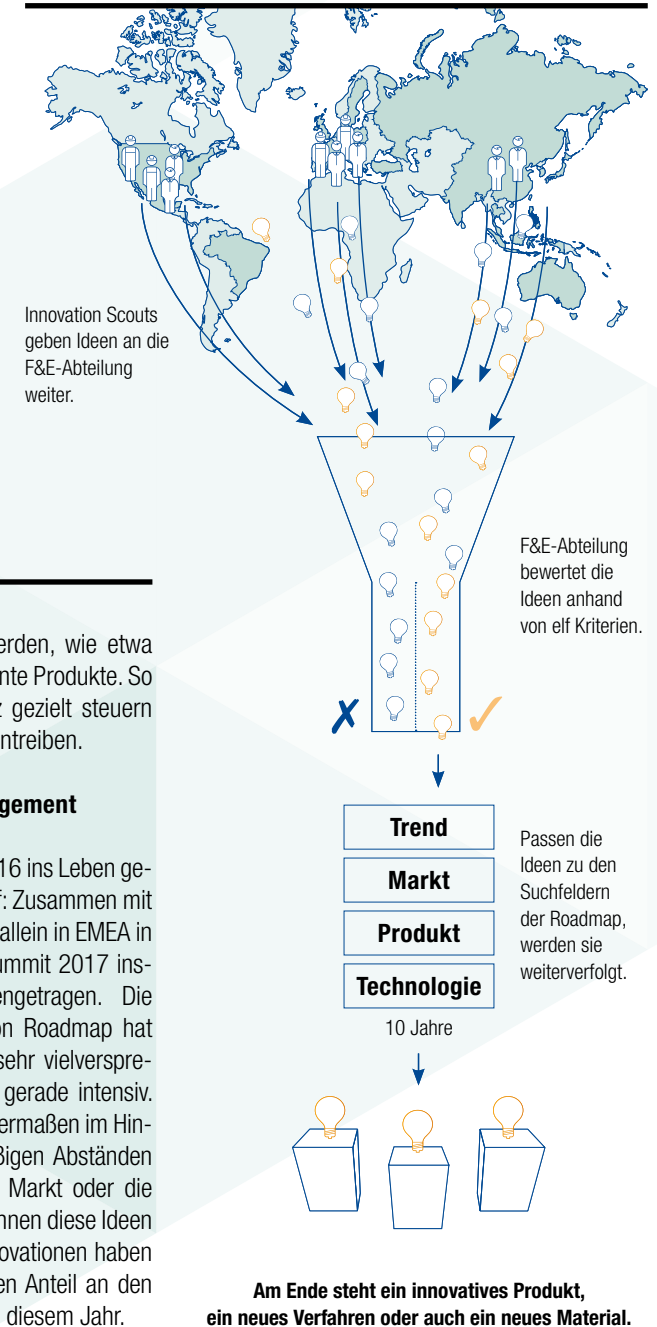 Innovation Scouts
geben Ideen an die
F&E-Abteilung
weiter.
F&E-Abteilung
bewertet die
Ideen anhand
von elf Kriterien.
✗ ✓
Trend
Markt
Produkt
Technologie
10 Jahre
Passen die
Ideen zu den
Suchfeldern
der Roadmap,
werden sie
weiterverfolgt.
Am Ende steht ein innovatives Produkt,
ein neues Verfahren oder auch ein neues Material.
erden, wie etwa
nte Produkte. So
z gezielt steuern
ntreiben.
gement
16 ins Leben ge-
f: Zusammen mit
allein in EMEA in
ummit 2017 ins-
engetragen. Die
on Roadmap hat
sehr vielverspre-
gerade intensiv.
ermaßen im Hin-
ßigen Abständen
Markt oder die
nnen diese Ideen
ovationen haben
en Anteil an den
diesem Jahr.